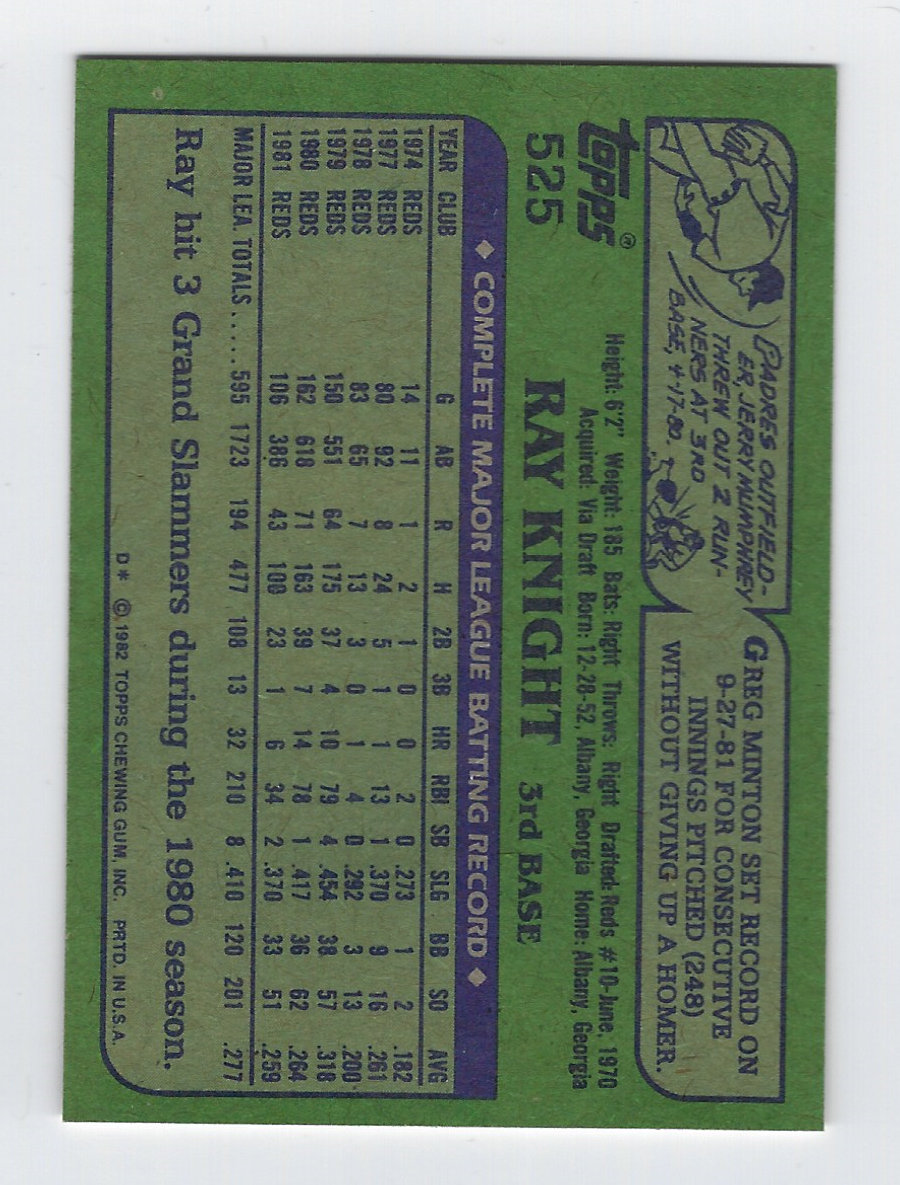 PADRES OUTFIELD-
ER, JERRY MUMPHREY
THREW OUT 2 RUN-
NERS AT 3RD
BASE, 4-17-80.
GREG MINTON SET RECORD ON
9-27-81 FOR CONSECUTIVE
INNINGS PITCHED (248)
WITHOUT GIVING UP A HOMER.
TOPPS®
525
Height: 6'2" Weight: 185 Bats: Right Throws: Right Drafted: Reds #10-June, 1970
Acquired: Via Draft Born: 12-28-52, Albany, Georgia Home: Albany, Georgia
RAY KNIGHT 3rd BASE
◆ COMPLETE MAJOR LEAGUE BATTING RECORD ◆
YEAR CLUB G AB R H 2B 3B HR RBI SB SLG BB SO AVG
1974 REDS 14 11 1 2 1 0 0 2 0 .273 1 2 .182
1977 REDS 80 92 8 24 5 1 1 13 1 .370 9 16 .261
1978 REDS 83 65 7 13 3 0 1 4 0 .292 3 13 .200
1979 REDS 150 551 64 175 37 4 10 79 4 .454 38 57 .318
1980 REDS 162 618 71 163 39 7 14 78 1 .417 36 62 .264
1981 REDS 106 386 43 100 23 1 6 34 2 .370 33 51 .259
MAJOR LEA. TOTALS.....595 1723 194 477 108 13 32 210 8 .410 120 201 .277
Ray hit 3 Grand Slammers during the 1980 season.
D* © 1982 TOPPS CHEWING GUM, INC. PRTD. IN U.S.A.